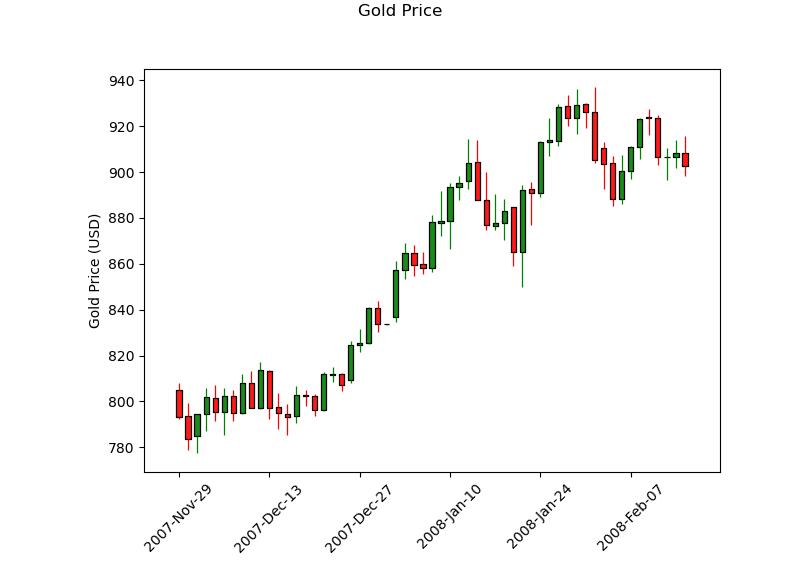 Gold Price
Gold Price (USD)
940
920
900
880
860
840
820
800
780
2007-Nov-29
2007-Dec-13
2007-Dec-27
2008-Jan-10
2008-Jan-24
2008-Feb-07